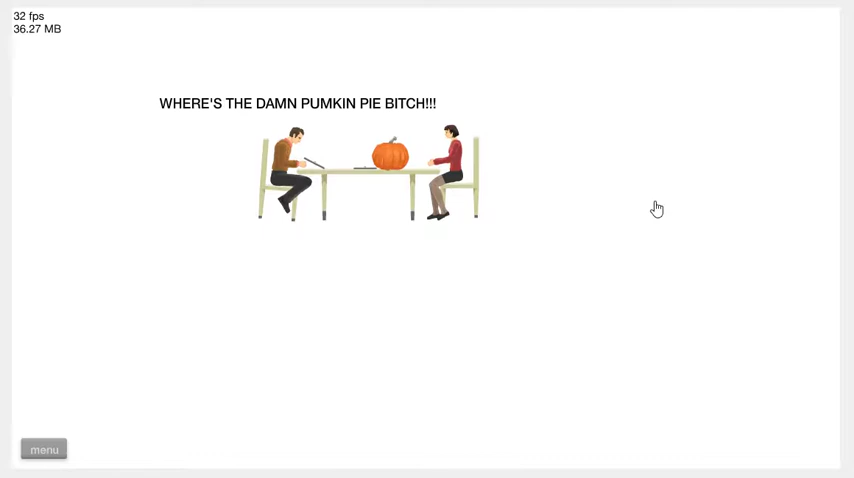 32 fps
36.27 MB
WHERE'S THE DAMN PUMKIN PIE BITCH!!!
menu